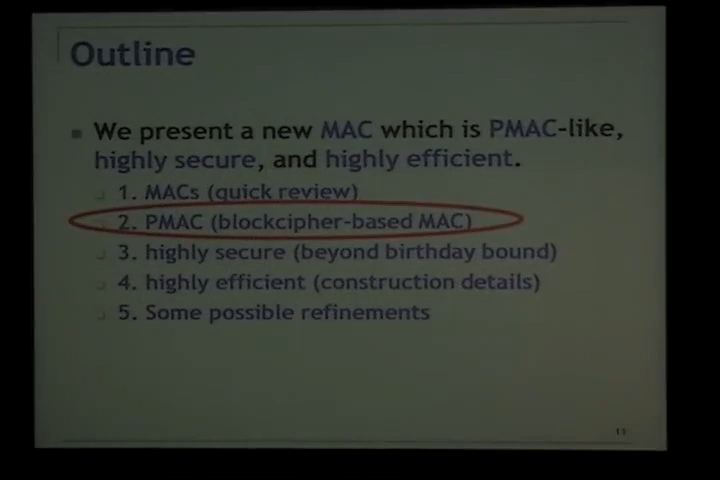 Outline
We present a new MAC which is PMAC-like,
highly secure, and highly efficient.
1. MACs (quick review)
2. PMAC (blockcipher-based MAC)
3. highly secure (beyond birthday bound)
4. highly efficient (construction details)
5. Some possible refinements
11